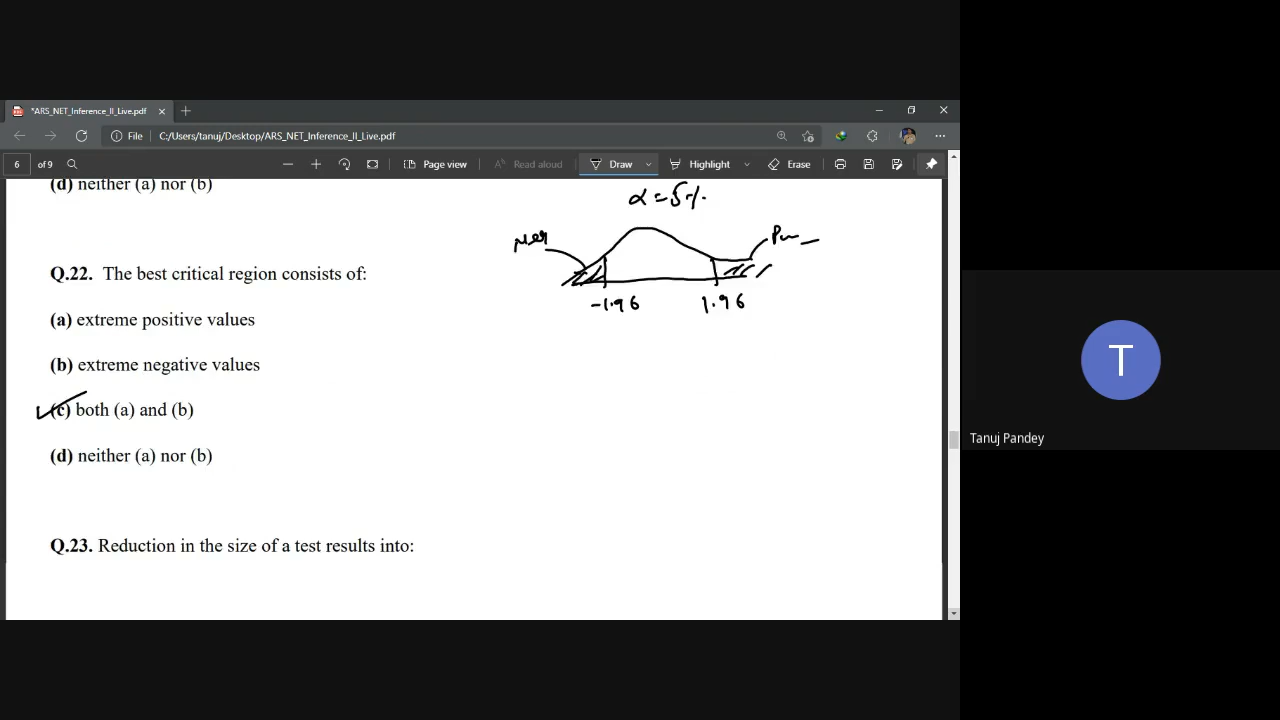 *ARS_NET_Inference_II_Live.pdf
File C:/Users/tanuj/Desktop/ARS_NET_Inference_II_Live.pdf
6 of 9 Page view Read aloud Draw Highlight Erase
(d) neither (a) nor (b)
α = 5%
-1.96 1.96
Q.22. The best critical region consists of:
(a) extreme positive values
(b) extreme negative values
(c) both (a) and (b)
(d) neither (a) nor (b)
Q.23. Reduction in the size of a test results into:
T
Tanuj Pandey